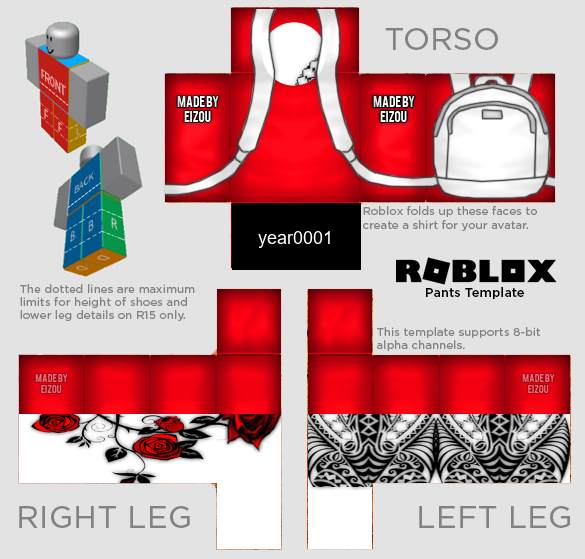 TORSO
FRONT
F
F
L
MADE BY
EIZOU
MADE BY
EIZOU
BACK
B
B
R
year0001
Roblox folds up these faces to
create a shirt for your avatar.
ROBLOX
Pants Template
The dotted lines are maximum
limits for height of shoes and
lower leg details on R15 only.
This template supports 8-bit
alpha channels.
MADE BY
EIZOU
MADE BY
EIZOU
RIGHT LEG
LEFT LEG